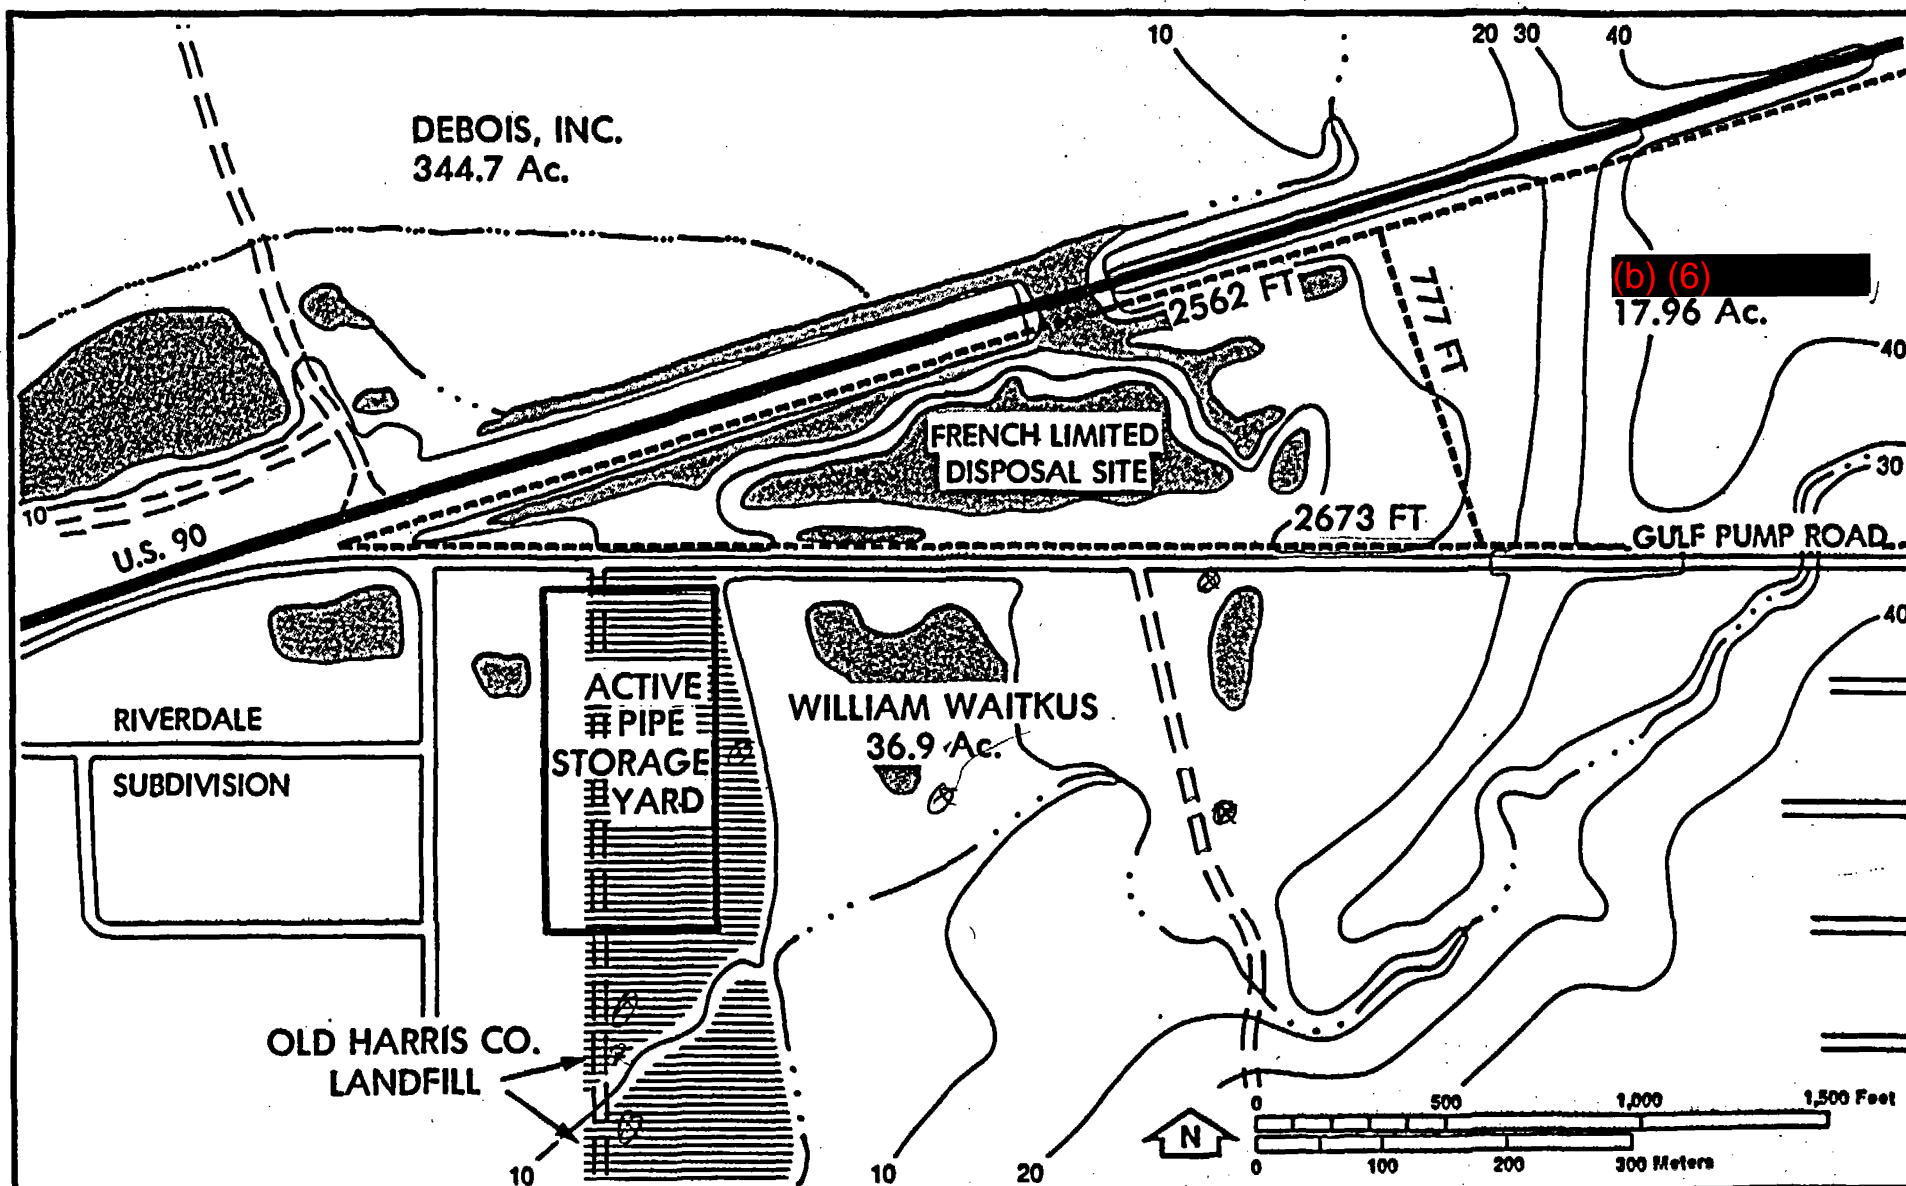 10
20 30 40
DEBOIS, INC.
344.7 Ac.
(b) (6)
17.96 Ac.
2562 FT
777 FT
40
FRENCH LIMITED
DISPOSAL SITE
30
10
U.S. 90
2673 FT
GULF PUMP ROAD
40
ACTIVE
PIPE
STORAGE
YARD
WILLIAM WAITKUS
36.9 Ac.
RIVERDALE
SUBDIVISION
OLD HARRIS CO.
LANDFILL
0 500 1,000 1,500 Feet
N
0 100 200 300 Meters
10
10
20